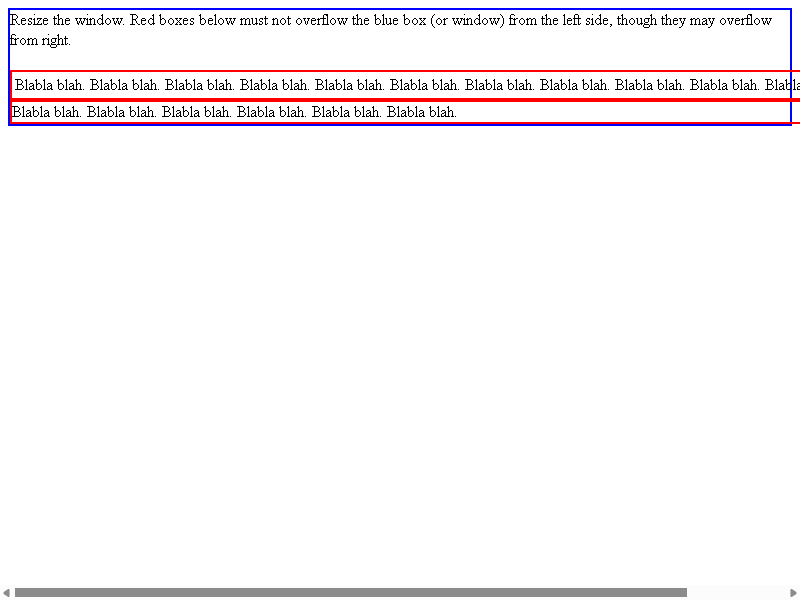 Resize the window. Red boxes below must not overflow the blue box (or window) from the left side, though they may overflow
from right.
Blabla blah. Blabla blah. Blabla blah. Blabla blah. Blabla blah. Blabla blah. Blabla blah. Blabla blah. Blabla blah. Blabla blah. Blabla
Blabla blah. Blabla blah. Blabla blah. Blabla blah. Blabla blah. Blabla blah.